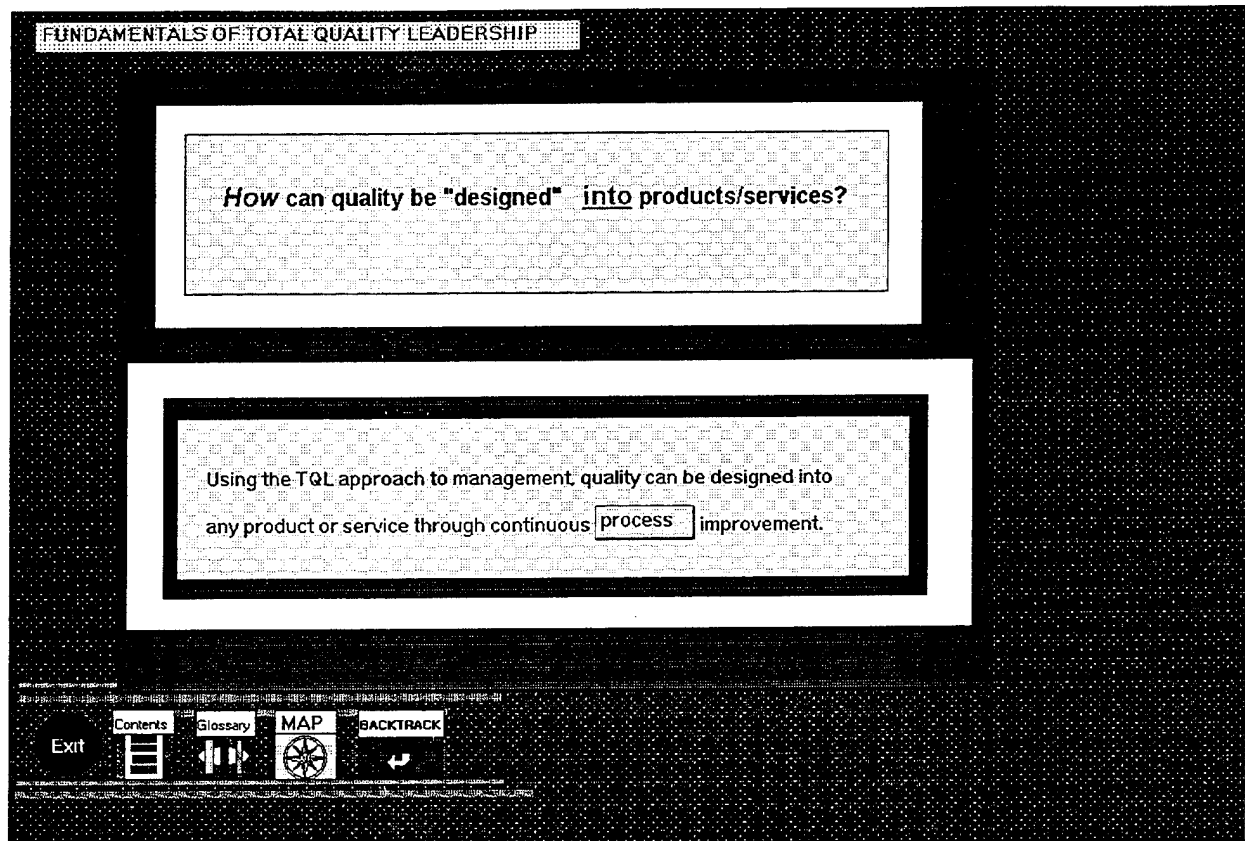 FUNDAMENTALS OF TOTAL QUALITY LEADERSHIP
How can quality be "designed" into products/services?
Using the TQL approach to management, quality can be designed into
any product or service through continuous process improvement.
Exit
Contents
Glossary
MAP
BACKTRACK